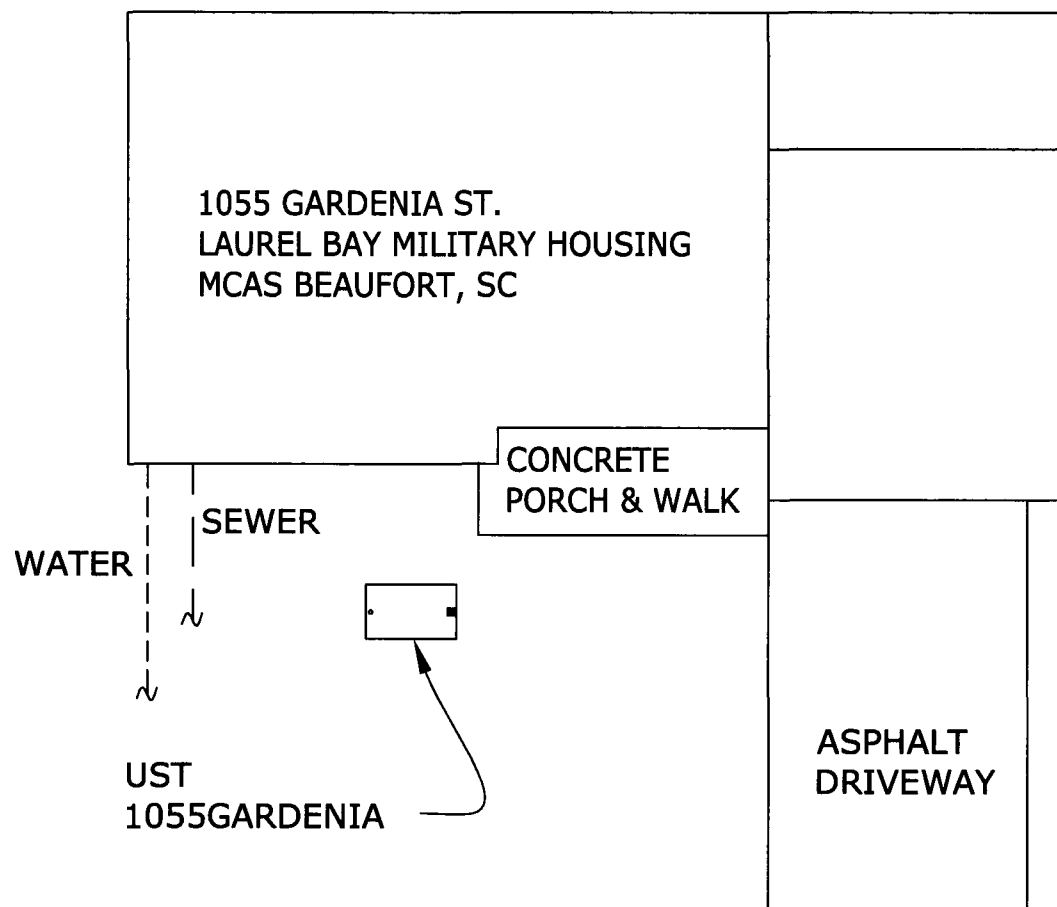 1055 GARDENIA ST.
LAUREL BAY MILITARY HOUSING
MCAS BEAUFORT, SC
CONCRETE
PORCH & WALK
SEWER
WATER
UST
1055GARDENIA
ASPHALT
DRIVEWAY